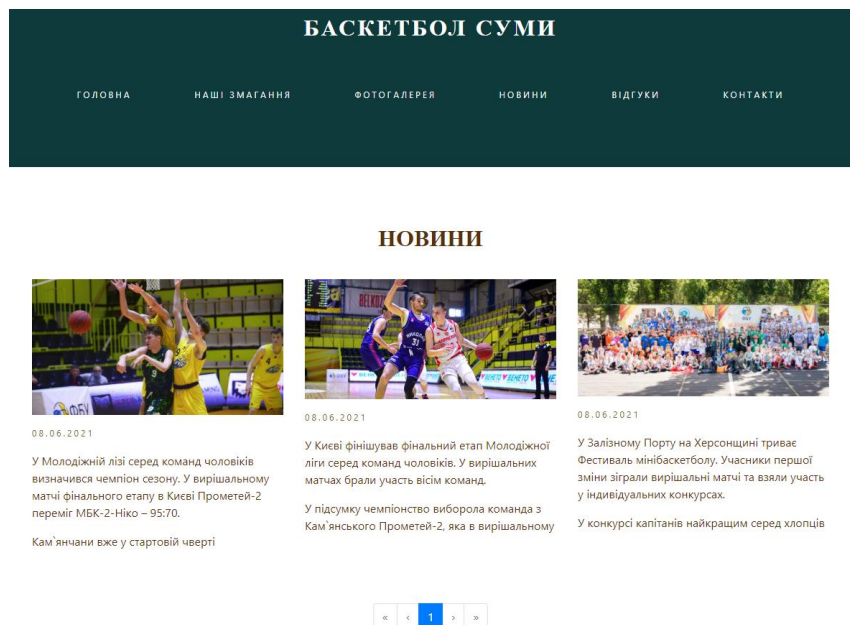 БАСКЕТБОЛ СУМИ
ГОЛОВНА НАШІ ЗМАГАННЯ ФОТОГАЛЕРЕЯ НОВИНИ ВІДГУКИ КОНТАКТИ
НОВИНИ
ФБУ
08.06.2021
У Молодіжній лізі серед команд чоловіків
визначився чемпіон сезону. У вирішальному
матчі фінального етапу в Києві Прометей-2
переміг МБК-2-Ніко – 95:70.
Кам`янчани вже у стартовій чверті
31
08.06.2021
У Києві фінішував фінальний етап Молодіжної
ліги серед команд чоловіків. У вирішальних
матчах брали участь вісім команд.
У підсумку чемпіонство виборола команда з
Кам`янського Прометей-2, яка в вирішальному
08.06.2021
У Залізному Порту на Херсонщині триває
Фестиваль мінібаскетболу. Учасники першої
зміни зіграли вирішальні матчі та взяли участь
у індивідуальних конкурсах.
У конкурсі капітанів найкращим серед хлопців
« ‹ 1 › »